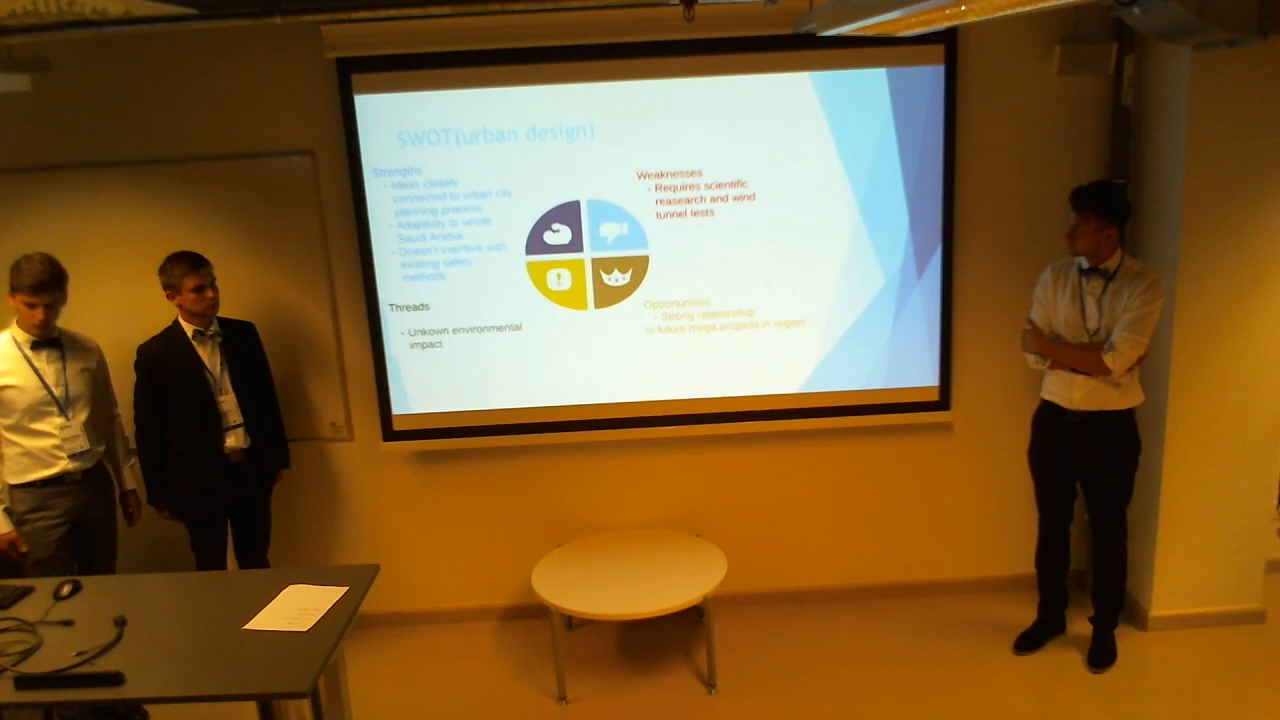 SWOT(urban design)
Strengths
- Ideas closely
connected to urban city
planning process
- Adaptivity to whole
Saudi Arabia
- Doesn't interfere with
existing safety
methods
Weaknesses
- Requires scientific
reasearch and wind
tunnel tests
Threads
- Unkown environmental
impact
Opportunities
- Strong relationship
to future mega projects in region